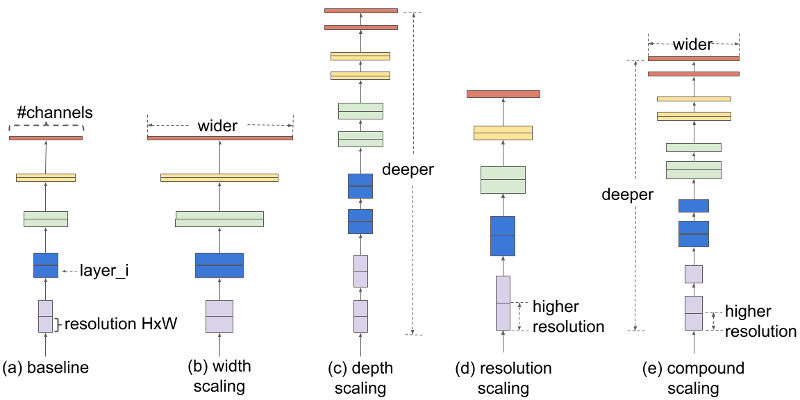 #channels
layer_i
resolution HxW
(a) baseline
wider
(b) width
scaling
deeper
(c) depth
scaling
higher
resolution
(d) resolution
scaling
wider
deeper
higher
resolution
(e) compound
scaling